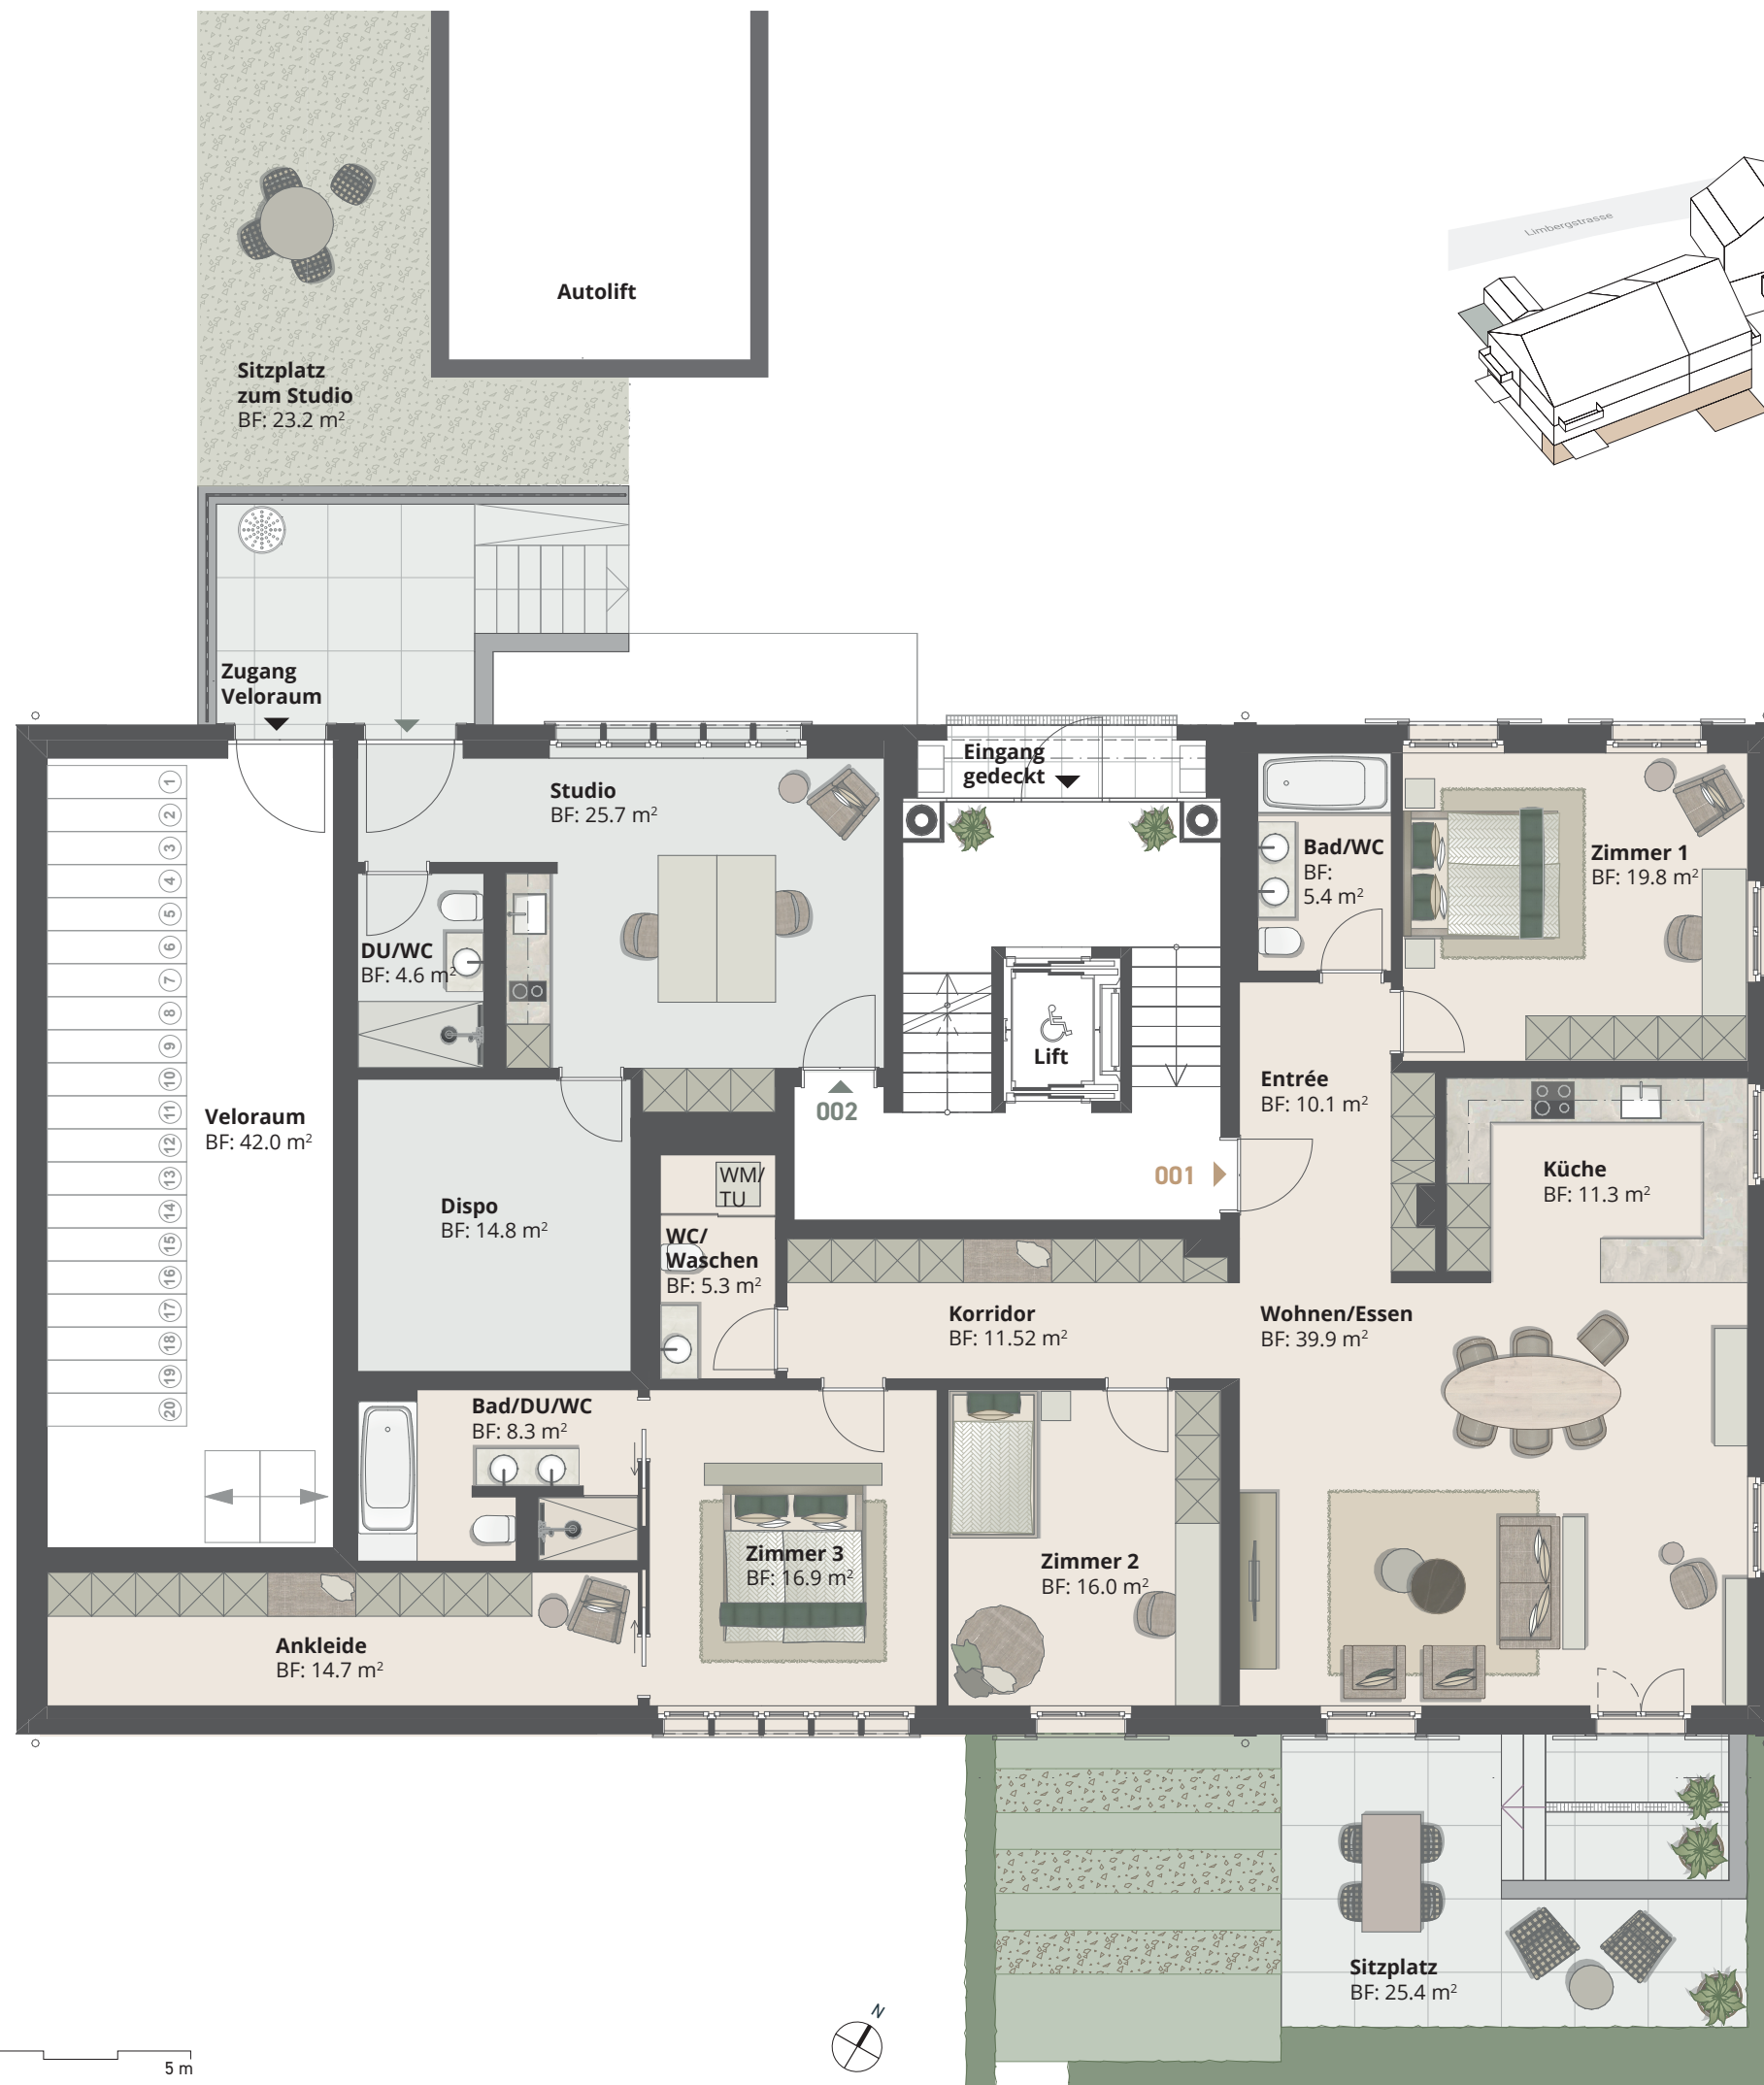 Limbergstrasse
Autolift
Sitzplatz
zum Studio
BF: 23.2 m²
Zugang
Veloraum
Eingang
gedeckt
Studio
BF: 25.7 m²
Bad/WC
BF:
5.4 m²
Zimmer 1
BF: 19.8 m²
DU/WC
BF: 4.6 m²
Lift
Entrée
BF: 10.1 m²
002
Veloraum
BF: 42.0 m²
1
2
3
4
5
6
7
8
9
10
11
12
13
14
15
16
17
18
19
20
001
Küche
BF: 11.3 m²
WM/
TU
Dispo
BF: 14.8 m²
WC/
Waschen
BF: 5.3 m²
Korridor
BF: 11.52 m²
Wohnen/Essen
BF: 39.9 m²
Bad/DU/WC
BF: 8.3 m²
Zimmer 3
BF: 16.9 m²
Zimmer 2
BF: 16.0 m²
Ankleide
BF: 14.7 m²
Sitzplatz
BF: 25.4 m²
N
5 m